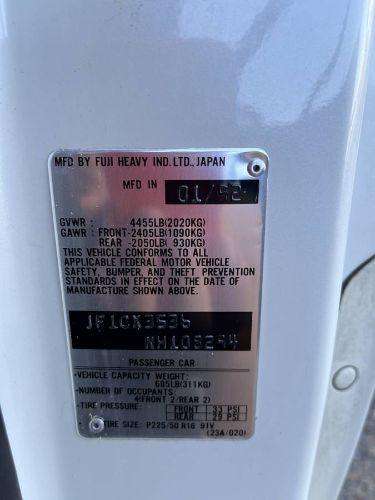 MFD BY FUJI HEAVY IND. LTD., JAPAN
MFD IN 01/92
GVWR : 4455LB(2020KG)
GAWR : FRONT-2405LB(1090KG)
REAR -2050LB( 930KG)
THIS VEHICLE CONFORMS TO ALL
APPLICABLE FEDERAL MOTOR VEHICLE
SAFETY, BUMPER, AND THEFT PREVENTION
STANDARDS IN EFFECT ON THE DATE OF
MANUFACTURE SHOWN ABOVE.
JF1CX3536
NH108294
PASSENGER CAR
-VEHICLE CAPACITY WEIGHT:
685LB(311KG)
-NUMBER OF OCCUPANTS:
4(FRONT 2/REAR 2)
-TIRE PRESSURE: FRONT 33 PSI
REAR 29 PSI
-TIRE SIZE: P225/50 R16 91V
(23A/020)